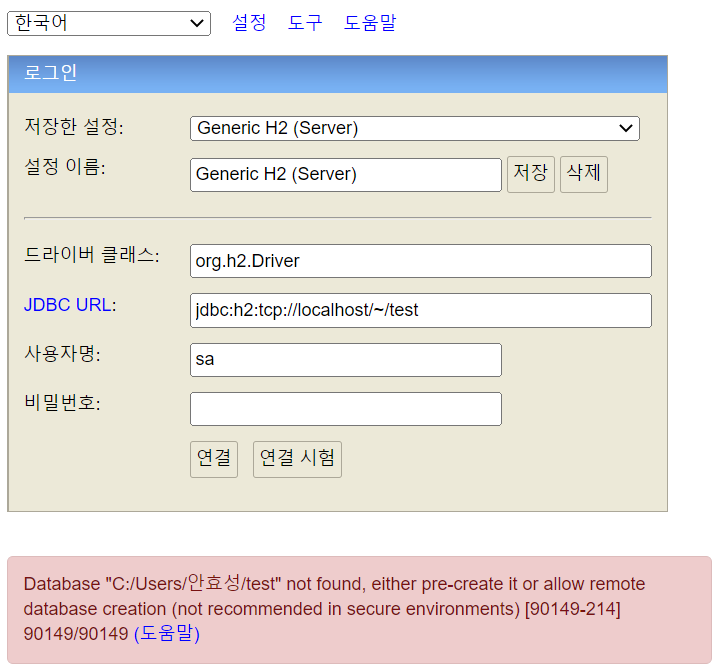 한국어 설정 도구 도움말
로그인
저장한 설정: Generic H2 (Server)
설정 이름: Generic H2 (Server) 저장 삭제
드라이버 클래스: org.h2.Driver
JDBC URL: jdbc:h2:tcp://localhost/~/test
사용자명: sa
비밀번호:
연결 연결 시험
Database "C:/Users/안효성/test" not found, either pre-create it or allow remote
database creation (not recommended in secure environments) [90149-214]
90149/90149 (도움말)